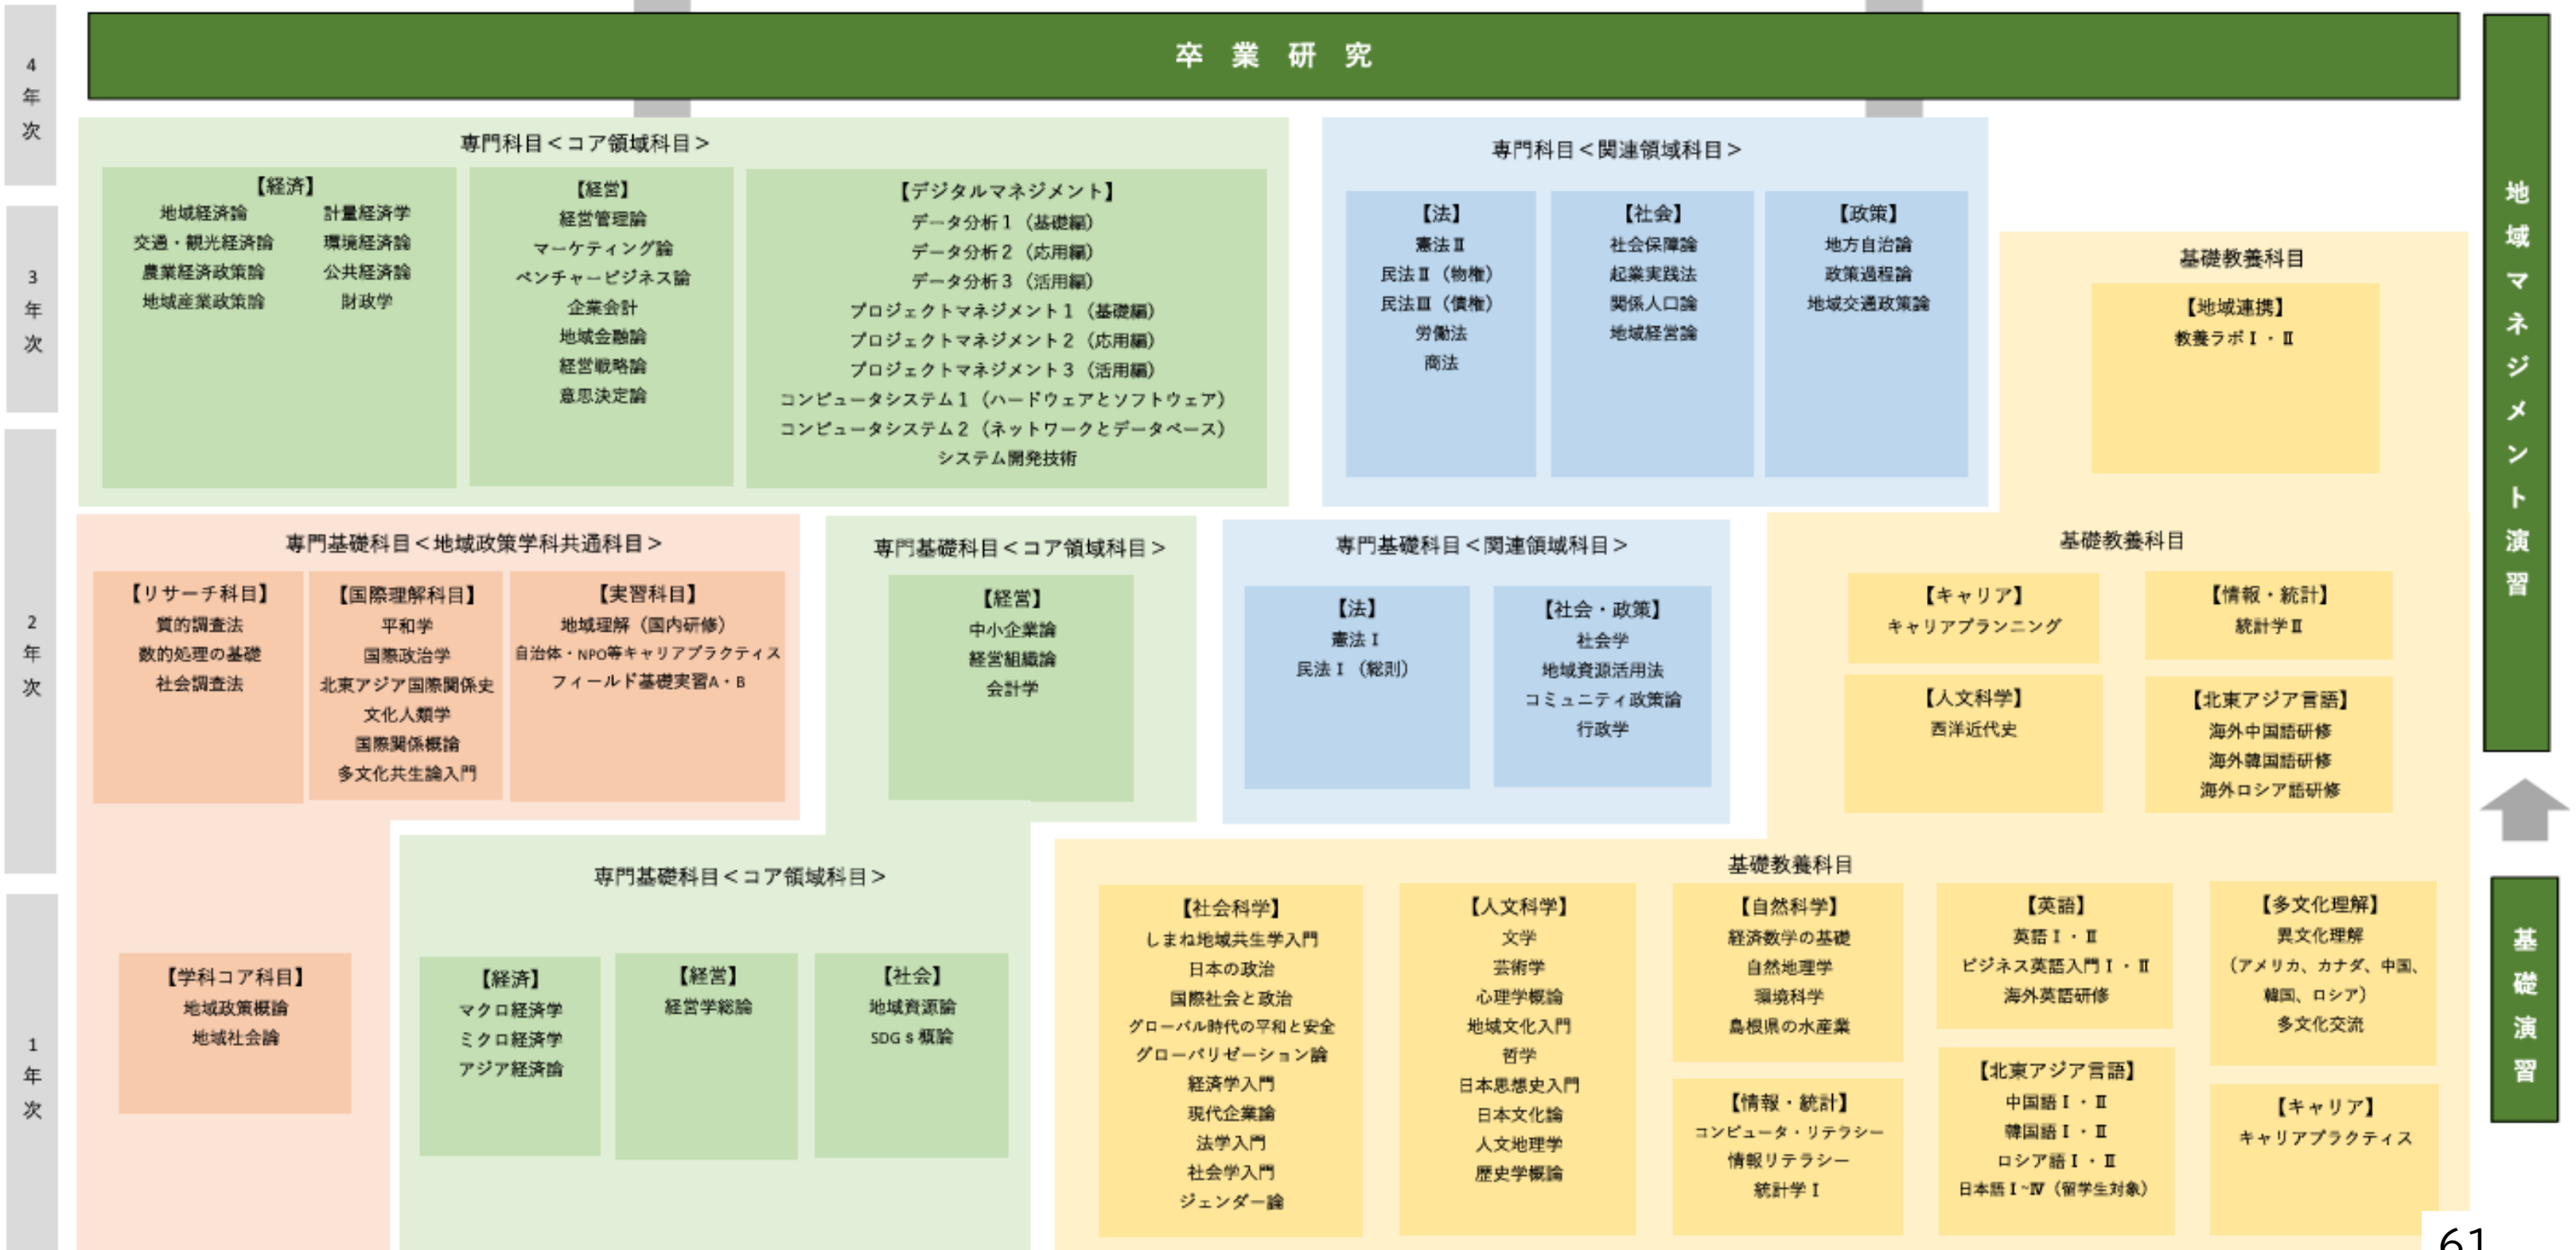 4年次
卒業研究
専門科目＜コア領域科目＞
【経済】
地域経済論 計量経済学
交通・観光経済論 環境経済論
農業経済政策論 公共経済論
地域産業政策論 財政学
【経営】
経営管理論
マーケティング論
ベンチャービジネス論
企業会計
地域金融論
経営戦略論
意思決定論
【デジタルマネジメント】
データ分析１（基礎編）
データ分析２（応用編）
データ分析３（活用編）
プロジェクトマネジメント１（基礎編）
プロジェクトマネジメント２（応用編）
プロジェクトマネジメント３（活用編）
コンピュータシステム１（ハードウェアとソフトウェア）
コンピュータシステム２（ネットワークとデータベース）
システム開発技術
専門科目＜関連領域科目＞
【法】
憲法Ⅱ
民法Ⅱ（物権）
民法Ⅲ（債権）
労働法
商法
【社会】
社会保障論
起業実践法
関係人口論
地域経営論
【政策】
地方自治論
政策過程論
地域交通政策論
基礎教養科目
【地域連携】
教養ラボⅠ・Ⅱ
地域マネジメント演習
3年次
2年次
専門基礎科目＜地域政策学科共通科目＞
【リサーチ科目】
質的調査法
数的処理の基礎
社会調査法
【国際理解科目】
平和学
国際政治学
北東アジア国際関係史
文化人類学
国際関係概論
多文化共生論入門
【実習科目】
地域理解（国内研修）
自治体・NPO等キャリアプラクティス
フィールド基礎実習A・B
専門基礎科目＜コア領域科目＞
【経営】
中小企業論
経営組織論
会計学
専門基礎科目＜関連領域科目＞
【法】
憲法Ⅰ
民法Ⅰ（総則）
【社会・政策】
社会学
地域資源活用法
コミュニティ政策論
行政学
基礎教養科目
【キャリア】
キャリアプランニング
【情報・統計】
統計学Ⅱ
【人文科学】
西洋近代史
【北東アジア言語】
海外中国語研修
海外韓国語研修
海外ロシア語研修
1年次
【学科コア科目】
地域政策概論
地域社会論
専門基礎科目＜コア領域科目＞
【経済】
マクロ経済学
ミクロ経済学
アジア経済論
【経営】
経営学総論
【社会】
地域資源論
SDGｓ概論
基礎教養科目
【社会科学】
しまね地域共生学入門
日本の政治
国際社会と政治
グローバル時代の平和と安全
グローバリゼーション論
経済学入門
現代企業論
法学入門
社会学入門
ジェンダー論
【人文科学】
文学
芸術学
心理学概論
地域文化入門
哲学
日本思想史入門
日本文化論
人文地理学
歴史学概論
【自然科学】
経済数学の基礎
自然地理学
環境科学
島根県の水産業
【情報・統計】
コンピュータ・リテラシー
情報リテラシー
統計学Ⅰ
【英語】
英語Ⅰ・Ⅱ
ビジネス英語入門Ⅰ・Ⅱ
海外英語研修
【北東アジア言語】
中国語Ⅰ・Ⅱ
韓国語Ⅰ・Ⅱ
ロシア語Ⅰ・Ⅱ
日本語Ⅰ~Ⅳ（留学生対象）
【多文化理解】
異文化理解
（アメリカ、カナダ、中国、
韓国、ロシア）
多文化交流
【キャリア】
キャリアプラクティス
基礎演習
61